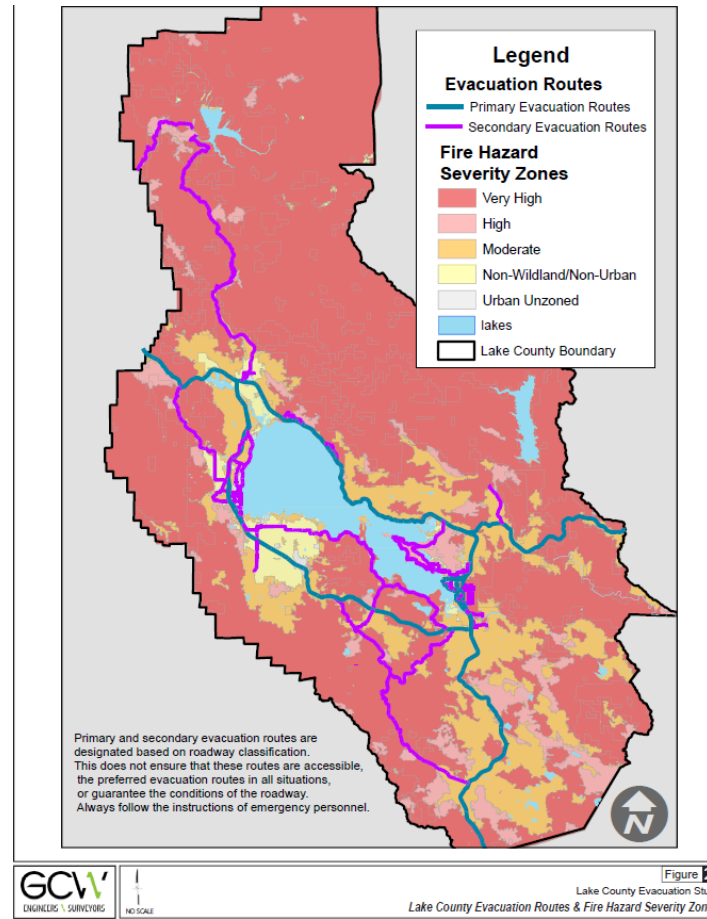 Legend
Evacuation Routes
Primary Evacuation Routes
Secondary Evacuation Routes
Fire Hazard
Severity Zones
Very High
High
Moderate
Non-Wildland/Non-Urban
Urban Unzoned
lakes
Lake County Boundary
Primary and secondary evacuation routes are
designated based on roadway classification.
This does not ensure that these routes are accessible,
the preferred evacuation routes in all situations,
or guarantee the conditions of the roadway.
Always follow the instructions of emergency personnel.
N
GCW
ENGINEERS \ SURVEYORS
NO SCALE
Figure
Lake County Evacuation Stu
Lake County Evacuation Routes & Fire Hazard Severity Zon